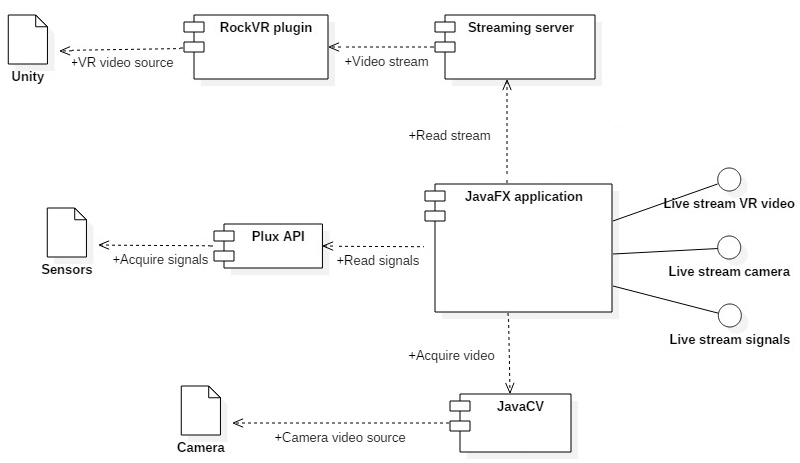 RockVR plugin
Streaming server
+VR video source
+Video stream
Unity
+Read stream
JavaFX application
Live stream VR video
Plux API
Sensors
+Acquire signals
+Read signals
Live stream camera
Live stream signals
+Acquire video
JavaCV
Camera
+Camera video source